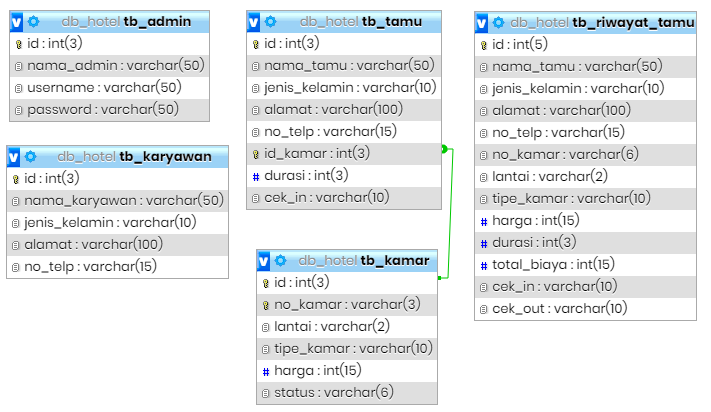 db_hotel tb_admin
id : int(3)
nama_admin : varchar(50)
username : varchar(50)
password : varchar(50)
db_hotel tb_karyawan
id : int(3)
nama_karyawan : varchar(50)
jenis_kelamin : varchar(10)
alamat : varchar(100)
no_telp : varchar(15)
db_hotel tb_tamu
id : int(3)
nama_tamu : varchar(50)
jenis_kelamin : varchar(10)
alamat : varchar(100)
no_telp : varchar(15)
id_kamar : int(3)
# durasi : int(3)
cek_in : varchar(10)
db_hotel tb_kamar
id : int(3)
no_kamar : varchar(3)
lantai : varchar(2)
tipe_kamar : varchar(10)
# harga : int(15)
status : varchar(6)
db_hotel tb_riwayat_tamu
id : int(5)
nama_tamu : varchar(50)
jenis_kelamin : varchar(10)
alamat : varchar(100)
no_telp : varchar(15)
no_kamar : varchar(6)
lantai : varchar(2)
tipe_kamar : varchar(10)
# harga : int(15)
# durasi : int(3)
# total_biaya : int(15)
cek_in : varchar(10)
cek_out : varchar(10)